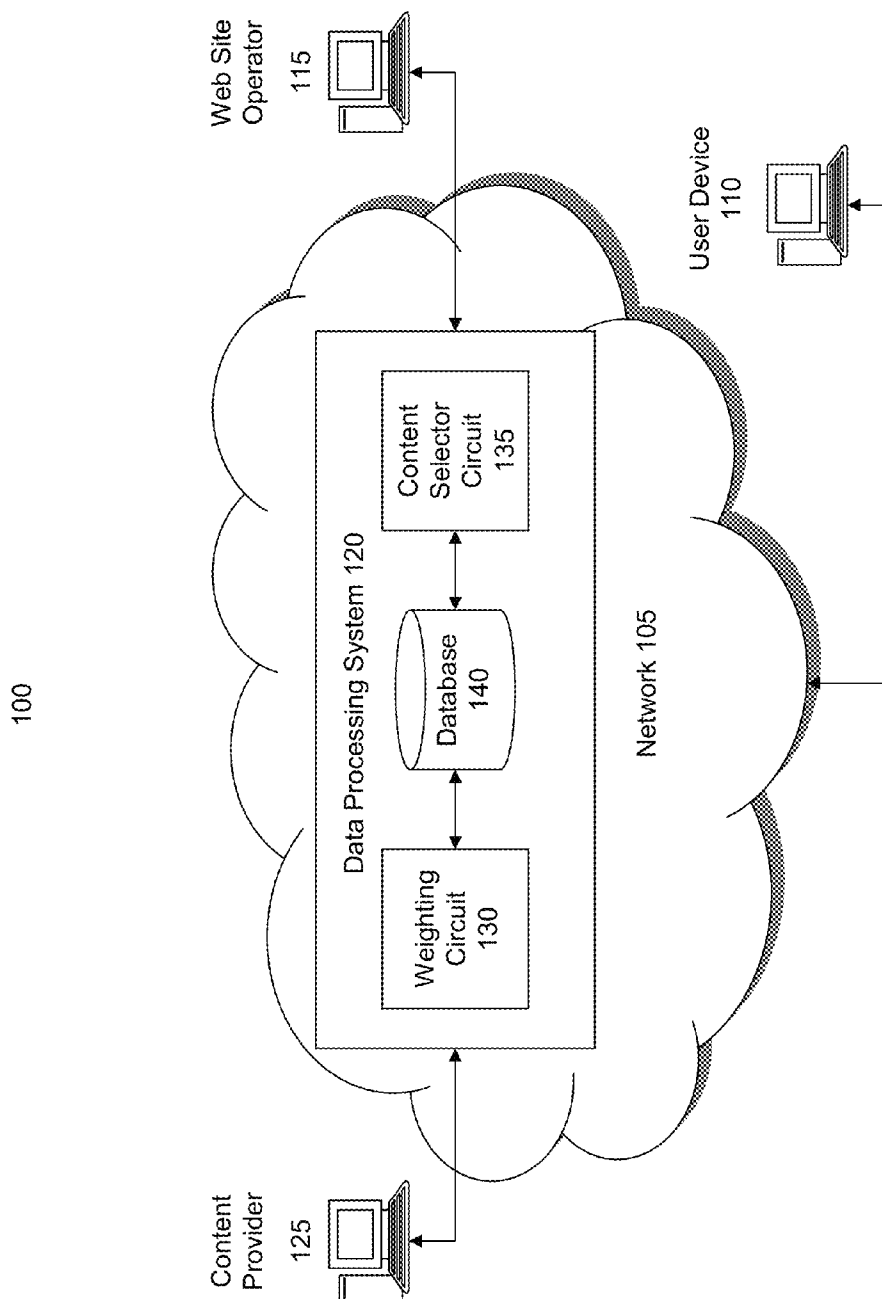 100
Content
Provider
125
Web Site
Operator
115
Data Processing System 120
Weighting
Circuit
130
Database
140
Content
Selector
Circuit
135
Network 105
User Device
110